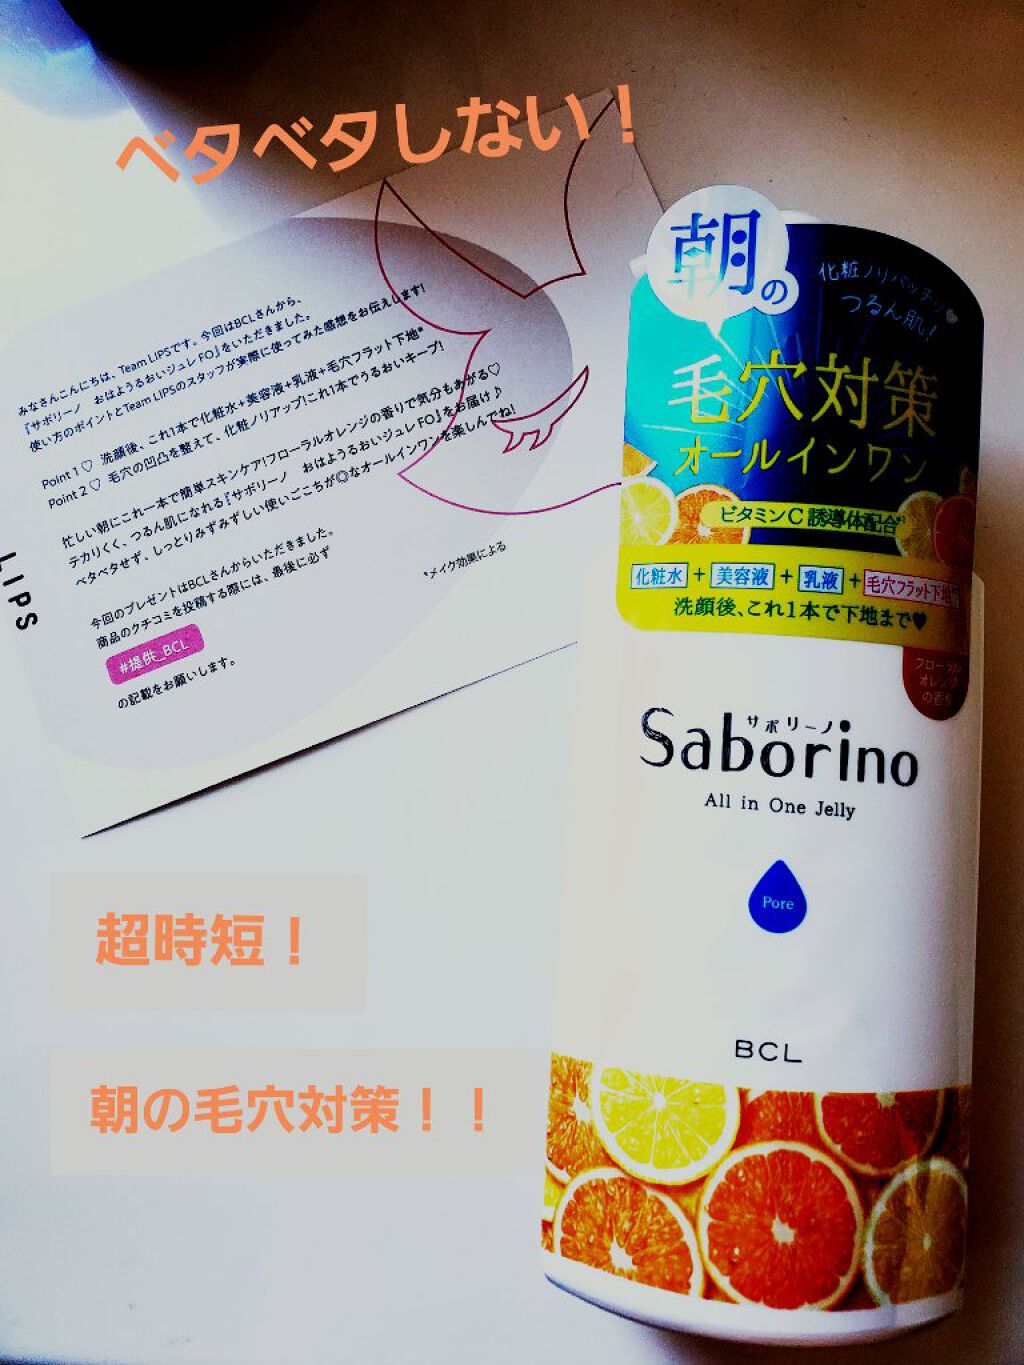 ベタベタしない！
みなさんこんにちは、Team LIPSです。今回はBCLさんから、
『サボリーノ　おはようるおいジュレ FO』をいただきました。
使い方のポイントとTeam LIPSのスタッフが実際に使ってみた感想をお伝えします!
Point 1♡ 洗顔後、これ1本で化粧水+美容液+乳液+毛穴フラット下地*
Point 2♡ 毛穴の凹凸を整えて、化粧ノリアップ!これ1本でうるおいキープ!
忙しい朝にこれ一本で簡単スキンケア!フローラルオレンジの香りで気分もあがる♡
テカりくく、つるん肌になれる『サボリーノ　おはようるおいジュレ FO』をお届け♪
ベタベタせず、しっとりみずみずしい使いごこちが◎なオールインワンを楽しんでね!
*メイク効果による
今回のプレゼントはBCLさんからいただきました。
商品のクチコミを投稿する際には、最後に必ず
#提供_BCL
の記載をお願いします。
LIPS
朝の
化粧ノリバッチリ♥
つるん肌!
毛穴対策
オールインワン
ビタミンC誘導体配合
化粧水+美容液+乳液+毛穴フラット下地
洗顔後、これ1本で下地まで♥
フローラル
オレンジ
の香り
サボリーノ
Saborino
All in One Jelly
Pore
BCL
超時短！
朝の毛穴対策！！